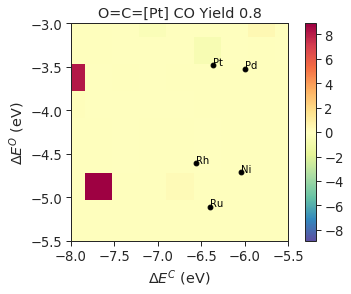 O=C=[Pt] CO Yield 0.8
−3.0
−3.5
−4.0
−4.5
−5.0
−5.5
ΔE^O (eV)
Pt
Pd
Rh
Ni
Ru
−8.0 −7.5 −7.0 −6.5 −6.0 −5.5
ΔE^C (eV)
8
6
4
2
0
−2
−4
−6
−8